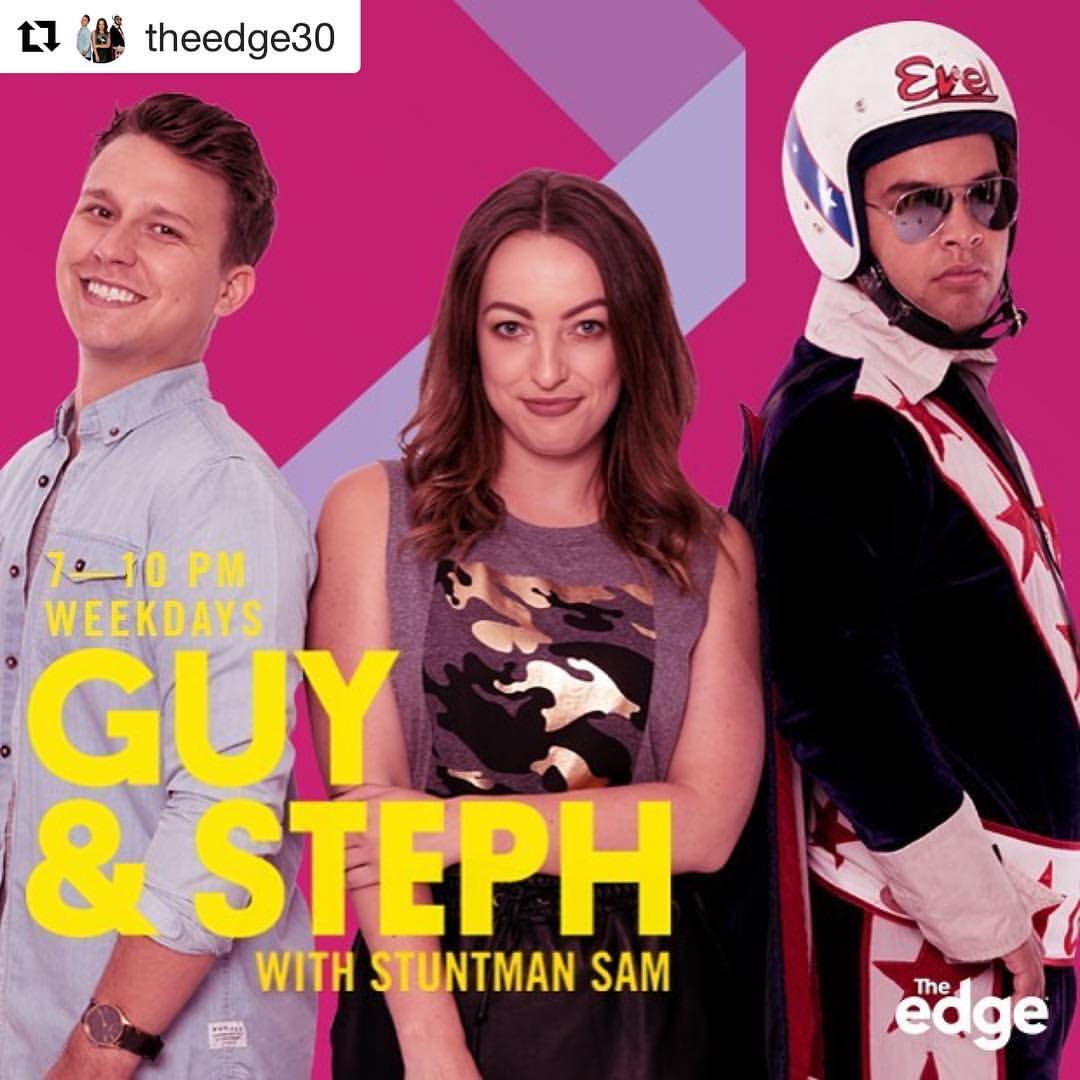 theedge30
Evel
7—10 PM
WEEKDAYS
GUY
& STEPH
WITH STUNTMAN SAM
The
edge